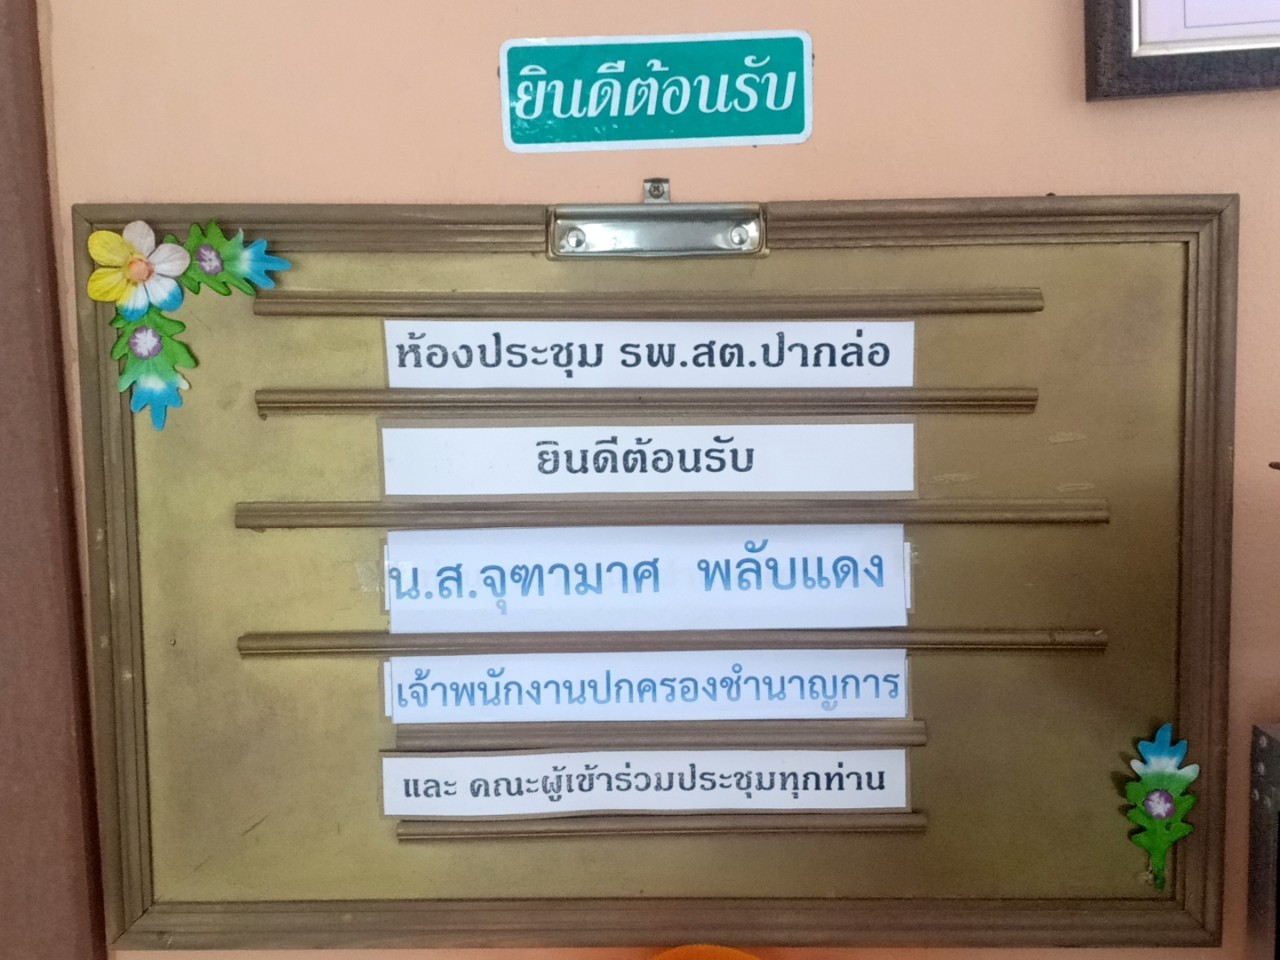 ยินดีต้อนรับ
ห้องประชุม รพ.สต.ปากล่อ
ยินดีต้อนรับ
น.ส.จุฑามาศ พลับแดง
เจ้าพนักงานปกครองชำนาญการ
และ คณะผู้เข้าร่วมประชุมทุกท่าน